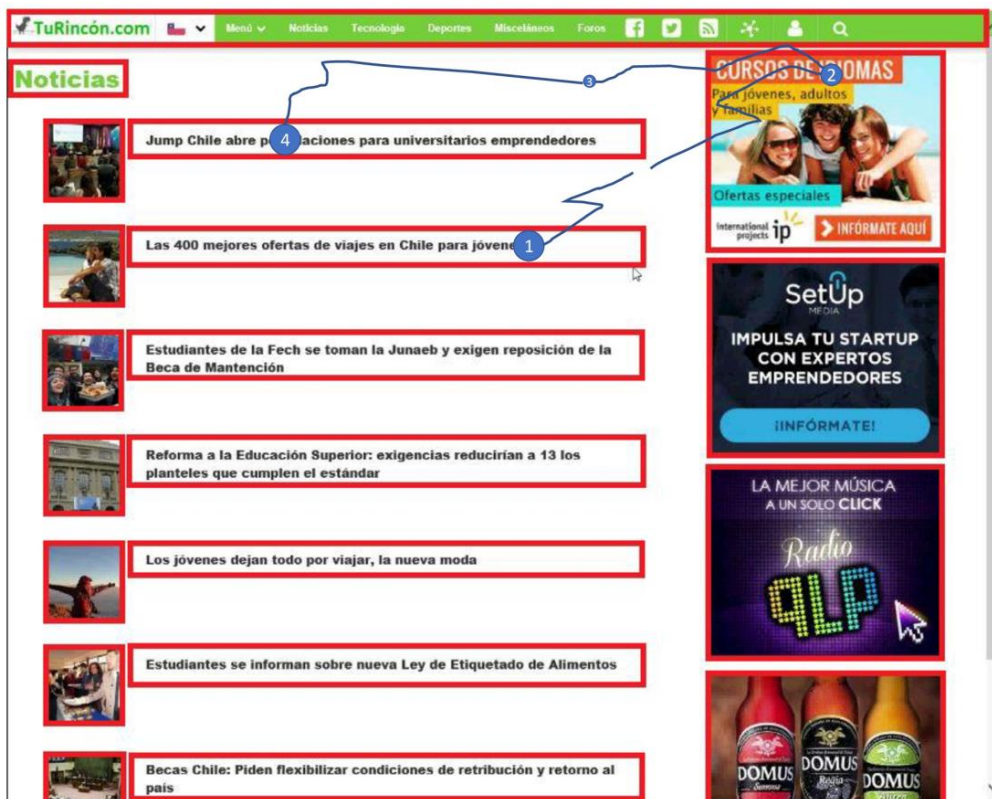 TuRincón.com Menú Noticias Tecnología Deportes Misceláneos Foros
Noticias
CURSOS DE IDIOMAS
Para jóvenes, adultos
y familias
Ofertas especiales
international projects ip
INFÓRMATE AQUÍ
2
3
4
1
Jump Chile abre aciones para universitarios emprendedores
Las 400 mejores ofertas de viajes en Chile para jóvene
Estudiantes de la Fech se toman la Junaeb y exigen reposición de la
Beca de Mantención
Reforma a la Educación Superior: exigencias reducirían a 13 los
planteles que cumplen el estándar
Los jóvenes dejan todo por viajar, la nueva moda
Estudiantes se informan sobre nueva Ley de Etiquetado de Alimentos
Becas Chile: Piden flexibilizar condiciones de retribución y retorno al
país
SetUp
MEDIA
IMPULSA TU STARTUP
CON EXPERTOS
EMPRENDEDORES
¡INFÓRMATE!
LA MEJOR MÚSICA
A UN SOLO CLICK
Radio
QLP
DOMUS DOMUS DOMUS
Regia